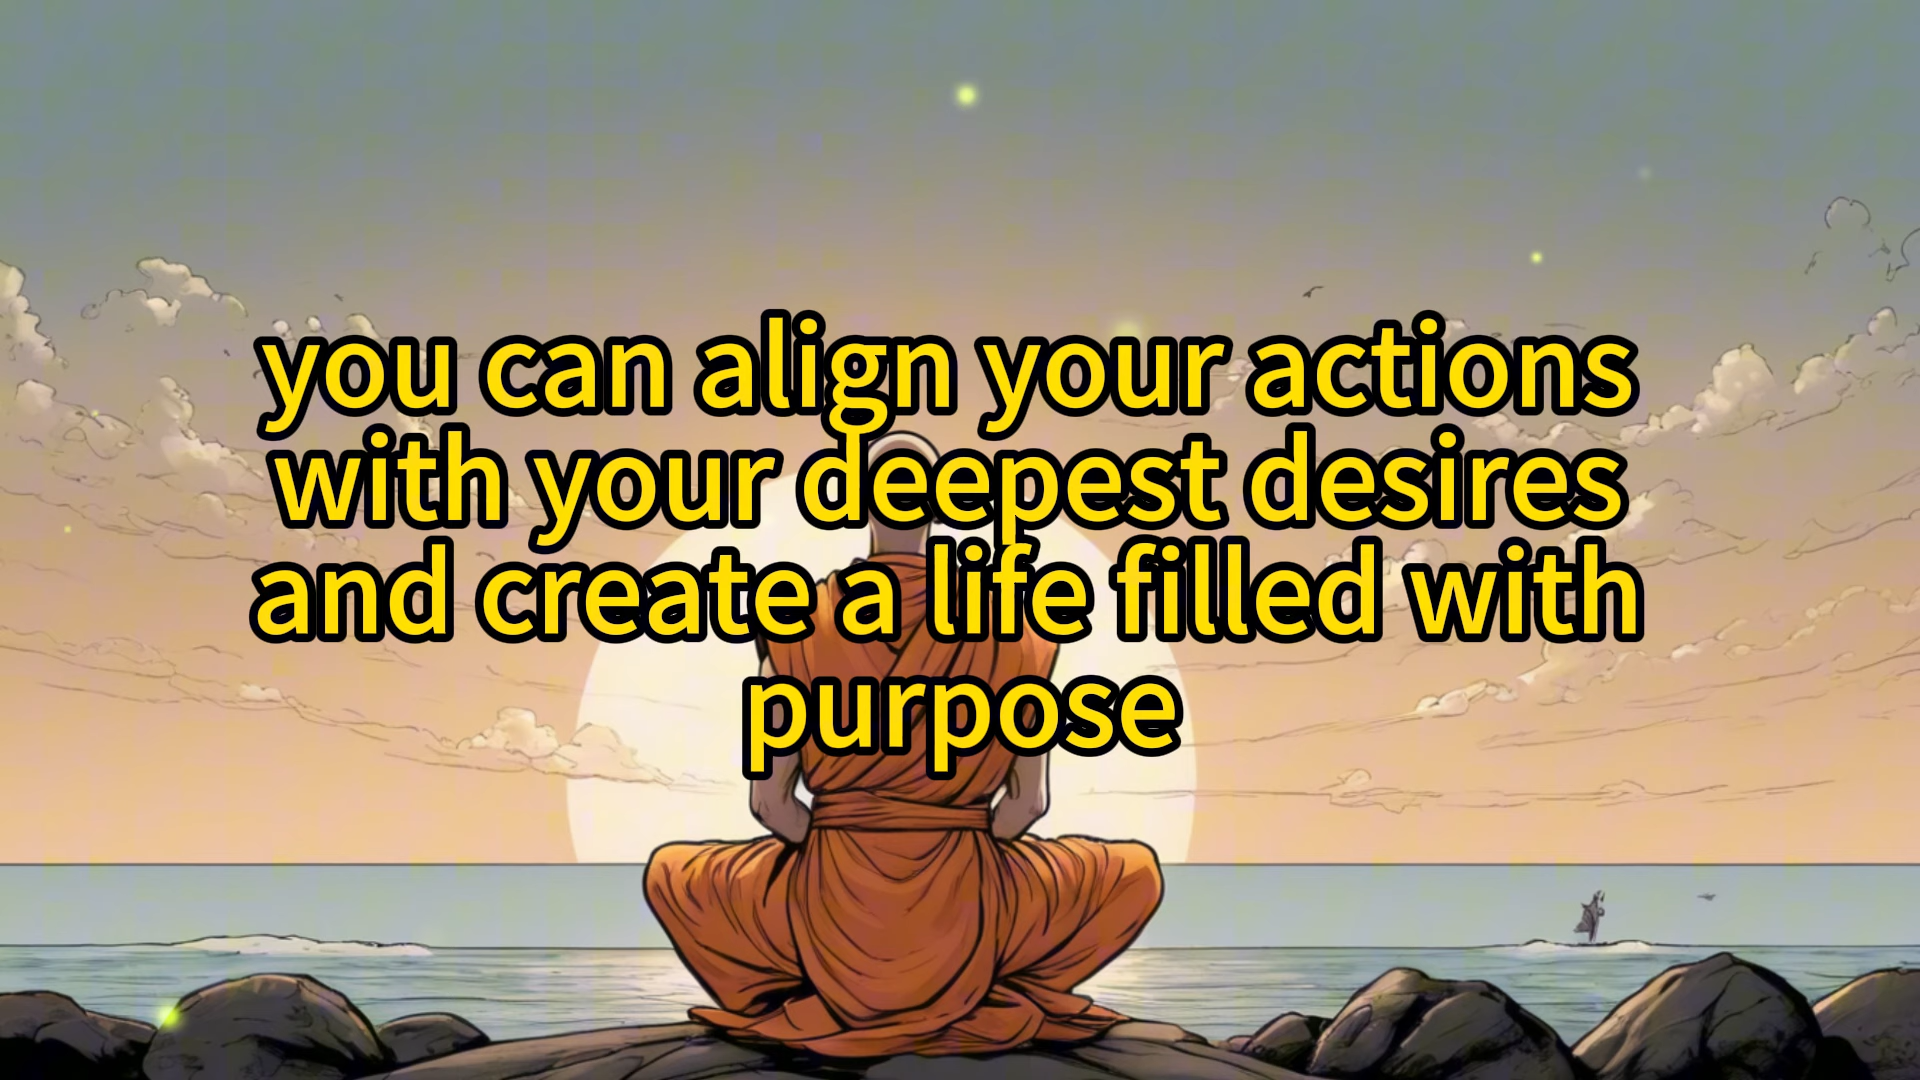 you can align your actions
with your deepest desires
and create a life filled with
purpose